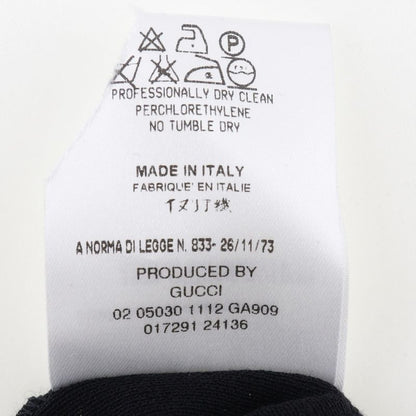 P
PROFESSIONALLY DRY CLEAN
PERCHLORETHYLENE
NO TUMBLE DRY
MADE IN ITALY
FABRIQUÉ EN ITALIE
A NORMA DI LEGGE N. 833- 26/11/73
PRODUCED BY
GUCCI
02 05030 1112 GA909
017291 24136